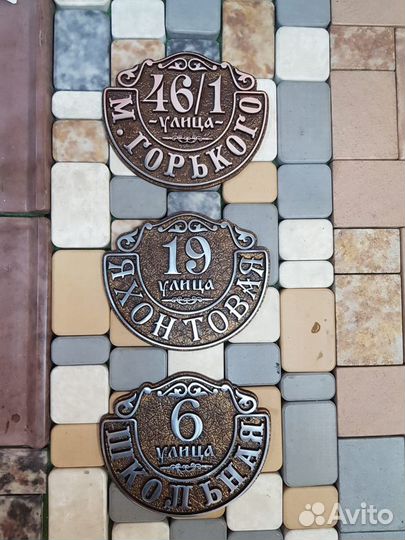 46/1
-улица-
М. ГОРЬКОГО
19
улица
ЯХОНТОВАЯ
6
улица
ШКОЛЬНАЯ
Avito